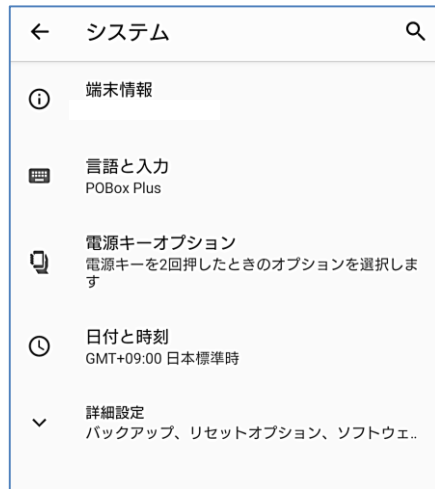 システム
端末情報
言語と入力
POBox Plus
電源キーオプション
電源キーを2回押したときのオプションを選択しま
す
日付と時刻
GMT+09:00 日本標準時
詳細設定
バックアップ、リセットオプション、ソフトウェ..